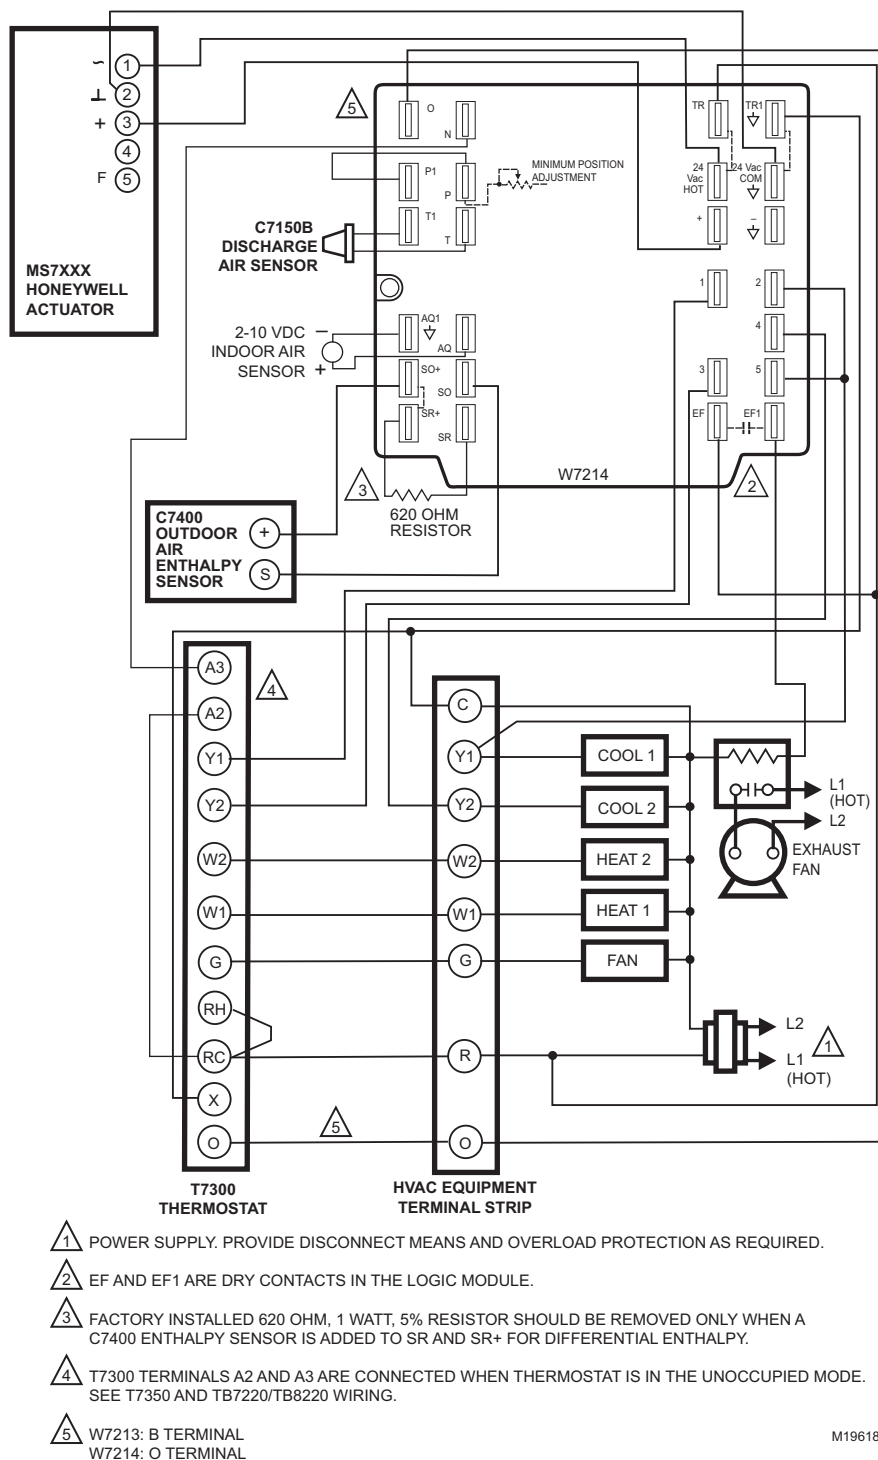 ~ 1
⊥ 2
+ 3
4
F 5
MS7XXX
HONEYWELL
ACTUATOR
5
O
N
P1
P
MINIMUM POSITION
ADJUSTMENT
T1
T
C7150B
DISCHARGE
AIR SENSOR
TR
TR1
24
Vac
HOT
24 Vac
COM
+
–
1
2
4
3
5
EF
EF1
AQ1
AQ
2-10 VDC –
INDOOR AIR
SENSOR +
SO+
SO
SR+
SR
W7214
3
2
620 OHM
RESISTOR
C7400
OUTDOOR
AIR
ENTHALPY
SENSOR
+
S
A3
4
A2
Y1
Y2
W2
W1
G
RH
RC
X
O
5
T7300
THERMOSTAT
C
Y1
Y2
W2
W1
G
R
O
HVAC EQUIPMENT
TERMINAL STRIP
COOL 1
COOL 2
HEAT 2
HEAT 1
FAN
L1
(HOT)
L2
EXHAUST
FAN
L2
L1
(HOT)
1
1 POWER SUPPLY. PROVIDE DISCONNECT MEANS AND OVERLOAD PROTECTION AS REQUIRED.
2 EF AND EF1 ARE DRY CONTACTS IN THE LOGIC MODULE.
3 FACTORY INSTALLED 620 OHM, 1 WATT, 5% RESISTOR SHOULD BE REMOVED ONLY WHEN A
C7400 ENTHALPY SENSOR IS ADDED TO SR AND SR+ FOR DIFFERENTIAL ENTHALPY.
4 T7300 TERMINALS A2 AND A3 ARE CONNECTED WHEN THERMOSTAT IS IN THE UNOCCUPIED MODE.
SEE T7350 AND TB7220/TB8220 WIRING.
5 W7213: B TERMINAL
W7214: O TERMINAL
M19618